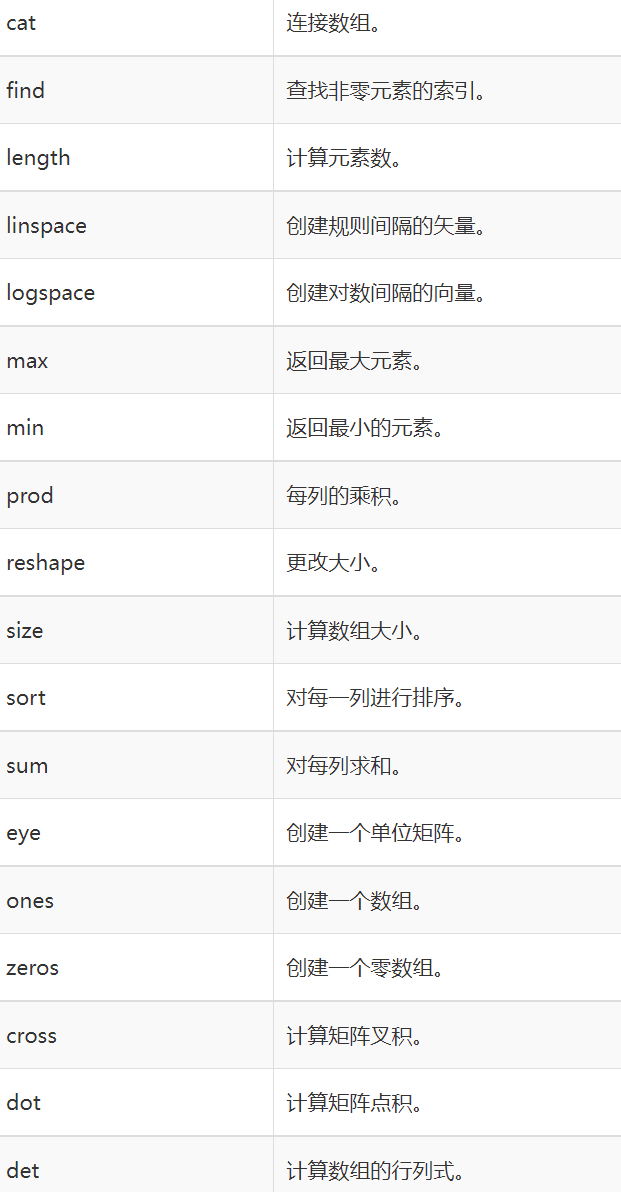 cat 连接数组。
find 查找非零元素的索引。
length 计算元素数。
linspace 创建规则间隔的矢量。
logspace 创建对数间隔的向量。
max 返回最大元素。
min 返回最小的元素。
prod 每列的乘积。
reshape 更改大小。
size 计算数组大小。
sort 对每一列进行排序。
sum 对每列求和。
eye 创建一个单位矩阵。
ones 创建一个数组。
zeros 创建一个零数组。
cross 计算矩阵叉积。
dot 计算矩阵点积。
det 计算数组的行列式。